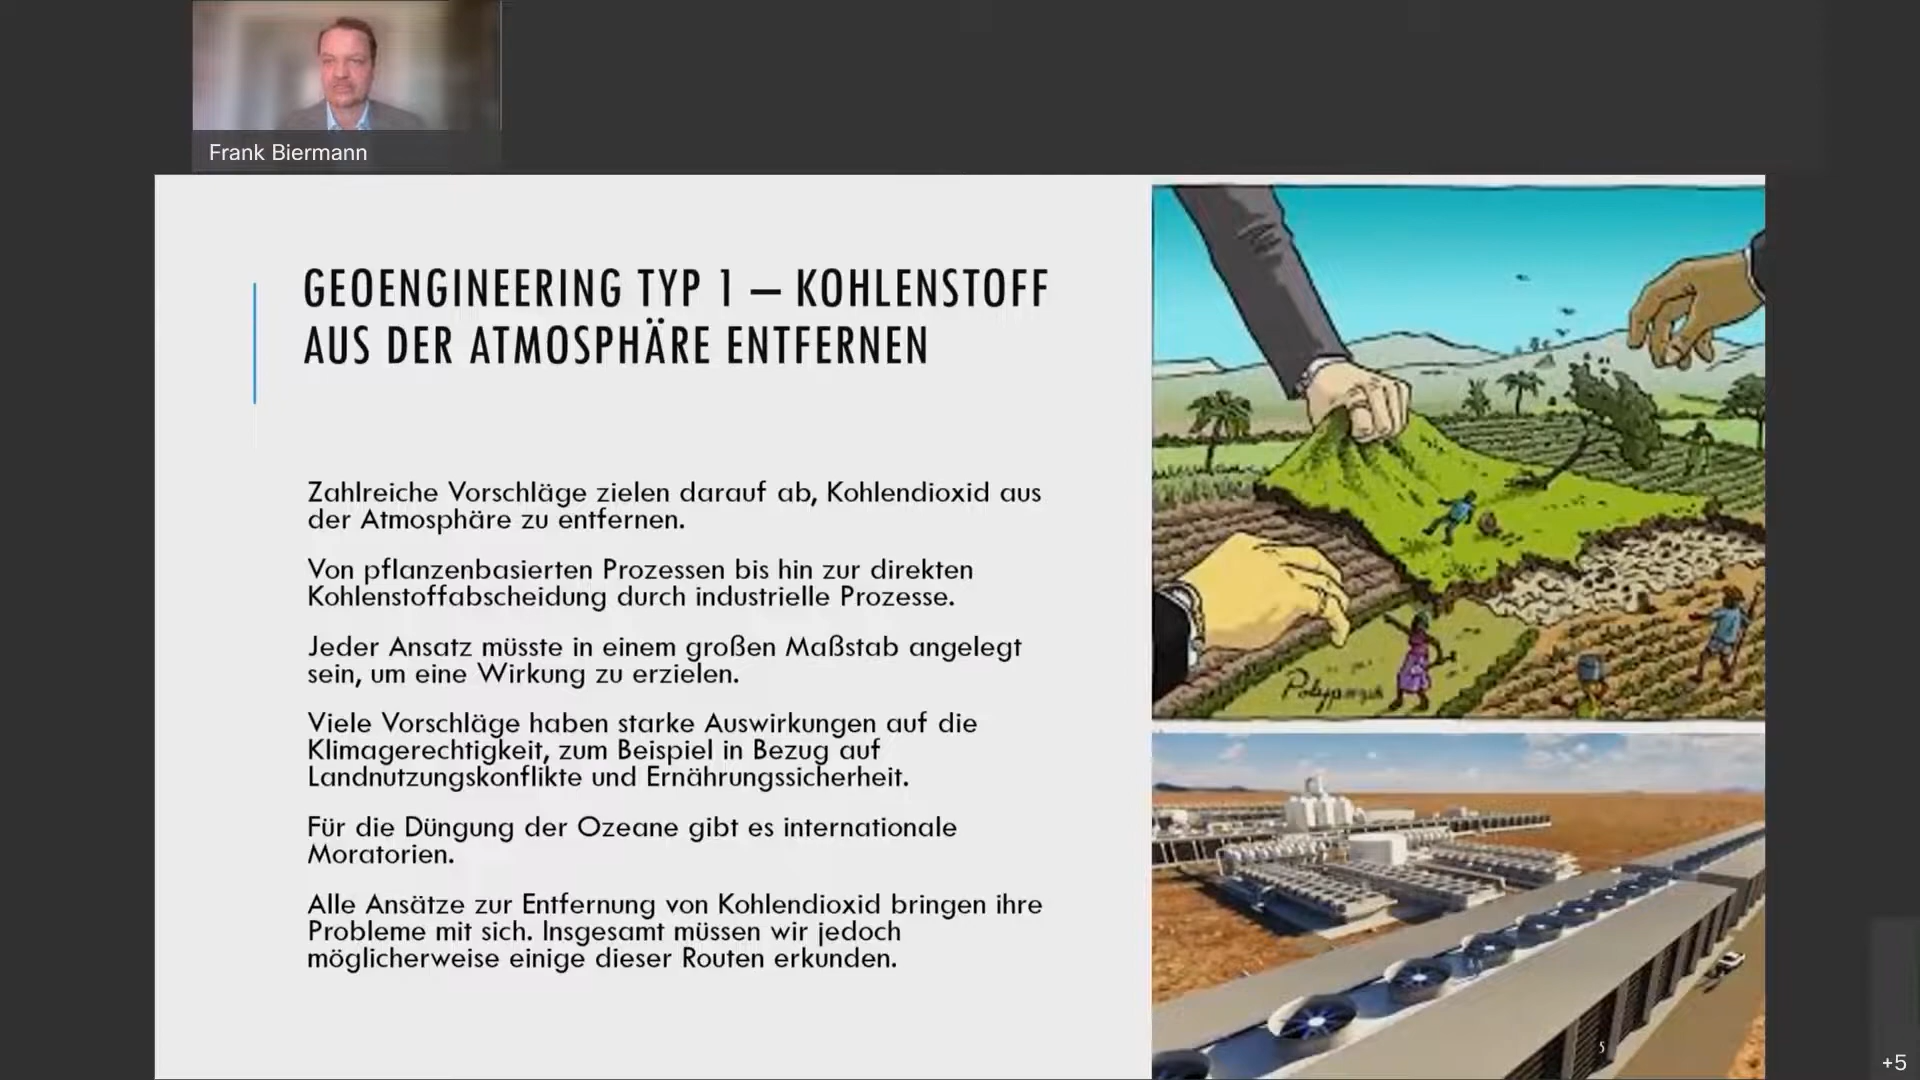 Frank Biermann
GEOENGINEERING TYP 1 – KOHLENSTOFF
AUS DER ATMOSPHÄRE ENTFERNEN
Zahlreiche Vorschläge zielen darauf ab, Kohlendioxid aus
der Atmosphäre zu entfernen.
Von pflanzenbasierten Prozessen bis hin zur direkten
Kohlenstoffabscheidung durch industrielle Prozesse.
Jeder Ansatz müsste in einem großen Maßstab angelegt
sein, um eine Wirkung zu erzielen.
Viele Vorschläge haben starke Auswirkungen auf die
Klimagerechtigkeit, zum Beispiel in Bezug auf
Landnutzungskonflikte und Ernährungssicherheit.
Für die Düngung der Ozeane gibt es internationale
Moratorien.
Alle Ansätze zur Entfernung von Kohlendioxid bringen ihre
Probleme mit sich. Insgesamt müssen wir jedoch
möglicherweise einige dieser Routen erkunden.
5
+5